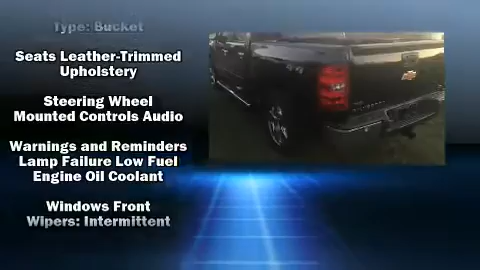 Type: Bucket
Seats Leather-Trimmed
Upholstery
Steering Wheel
Mounted Controls Audio
Warnings and Reminders
Lamp Failure Low Fuel
Engine Oil Coolant
Windows Front
Wipers: Intermittent
4x4